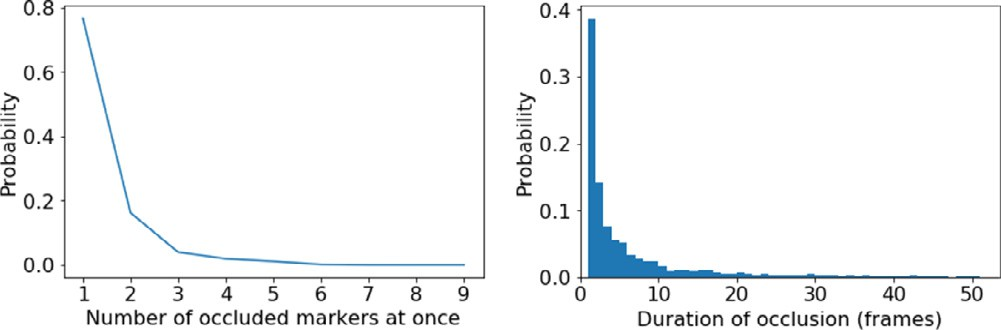 0.8
0.6
0.4
0.2
0.0
Probability
1 2 3 4 5 6 7 8 9
Number of occluded markers at once
0.4
0.3
0.2
0.1
0.0
Probability
0 10 20 30 40 50
Duration of occlusion (frames)